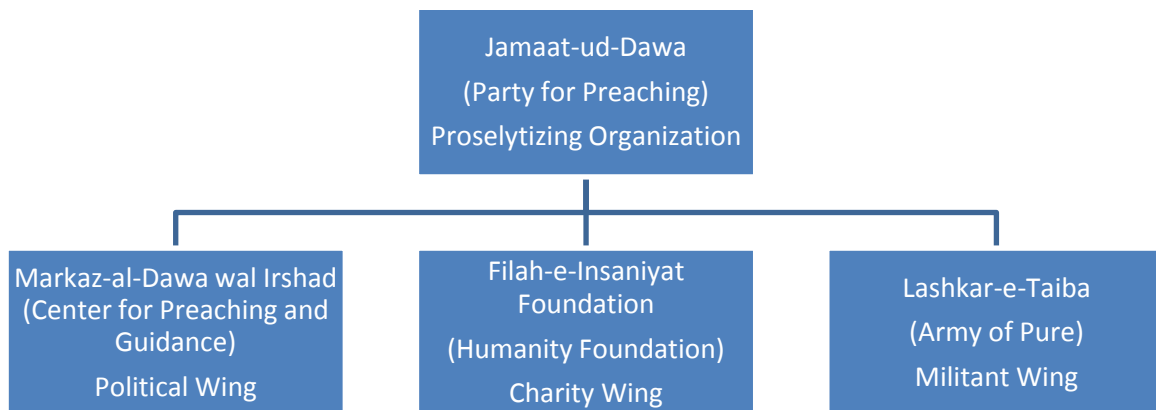 Jamaat-ud-Dawa
(Party for Preaching)
Proselytizing Organization
Markaz-al-Dawa wal Irshad
(Center for Preaching and
Guidance)
Political Wing
Filah-e-Insaniyat
Foundation
(Humanity Foundation)
Charity Wing
Lashkar-e-Taiba
(Army of Pure)
Militant Wing